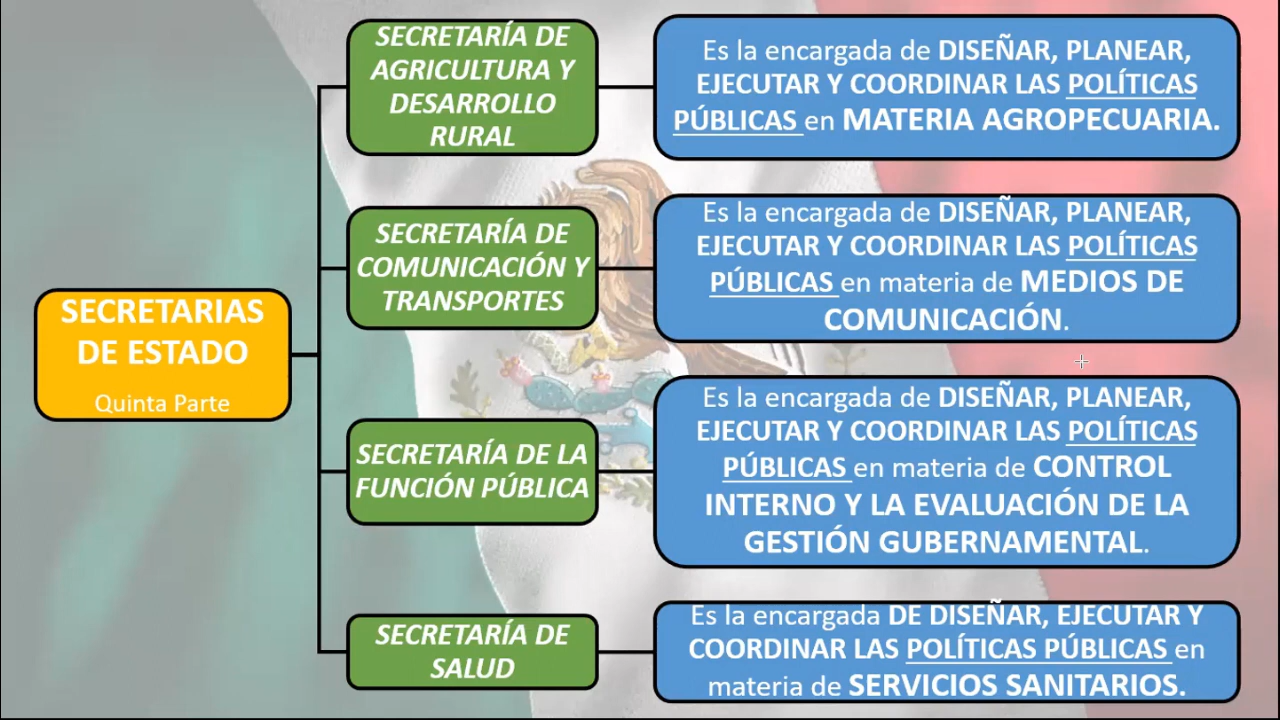 SECRETARÍA DE
AGRICULTURA Y
DESARROLLO
RURAL
Es la encargada de DISEÑAR, PLANEAR,
EJECUTAR Y COORDINAR LAS POLÍTICAS
PÚBLICAS en MATERIA AGROPECUARIA.
SECRETARÍA DE
COMUNICACIÓN Y
TRANSPORTES
Es la encargada de DISEÑAR, PLANEAR,
EJECUTAR Y COORDINAR LAS POLÍTICAS
PÚBLICAS en materia de MEDIOS DE
COMUNICACIÓN.
SECRETARIAS
DE ESTADO
Quinta Parte
SECRETARÍA DE LA
FUNCIÓN PÚBLICA
Es la encargada de DISEÑAR, PLANEAR,
EJECUTAR Y COORDINAR LAS POLÍTICAS
PÚBLICAS en materia de CONTROL
INTERNO Y LA EVALUACIÓN DE LA
GESTIÓN GUBERNAMENTAL.
SECRETARÍA DE
SALUD
Es la encargada DE DISEÑAR, EJECUTAR Y
COORDINAR LAS POLÍTICAS PÚBLICAS en
materia de SERVICIOS SANITARIOS.